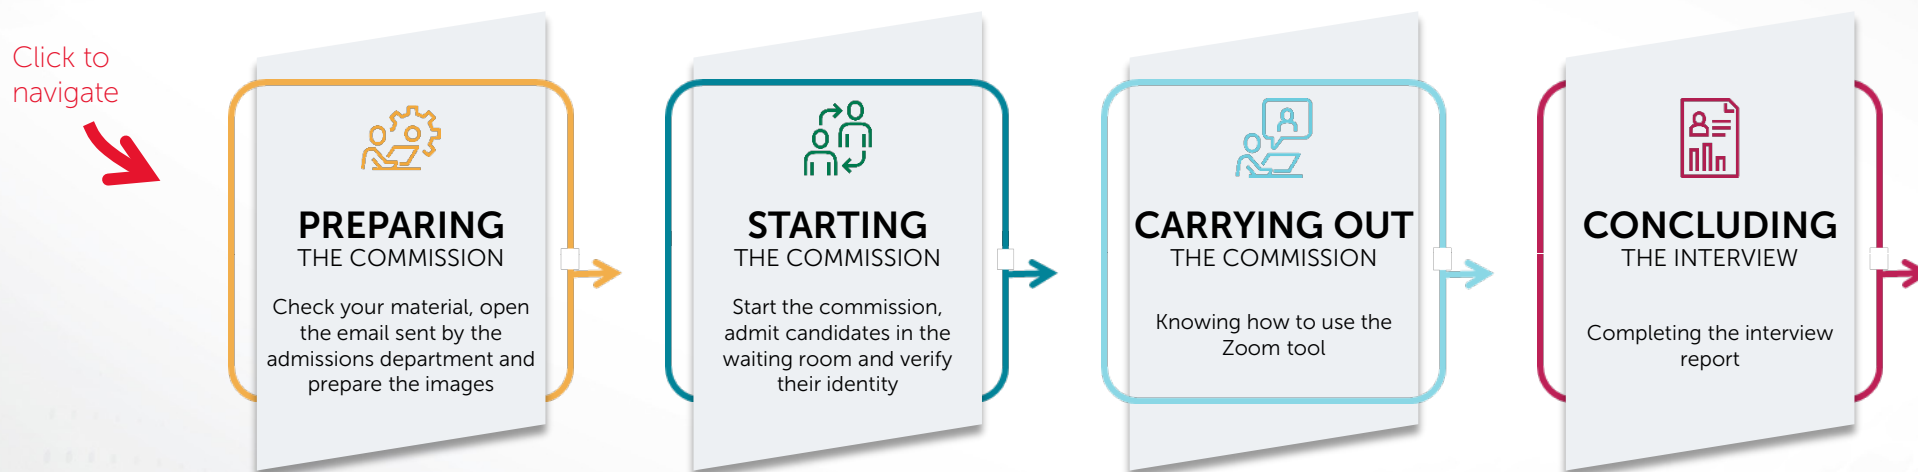 Click to
navigate
PREPARING
THE COMMISSION
Check your material, open
the email sent by the
admissions department and
prepare the images
STARTING
THE COMMISSION
Start the commission,
admit candidates in the
waiting room and verify
their identity
CARRYING OUT
THE COMMISSION
Knowing how to use the
Zoom tool
CONCLUDING
THE INTERVIEW
Completing the interview
report